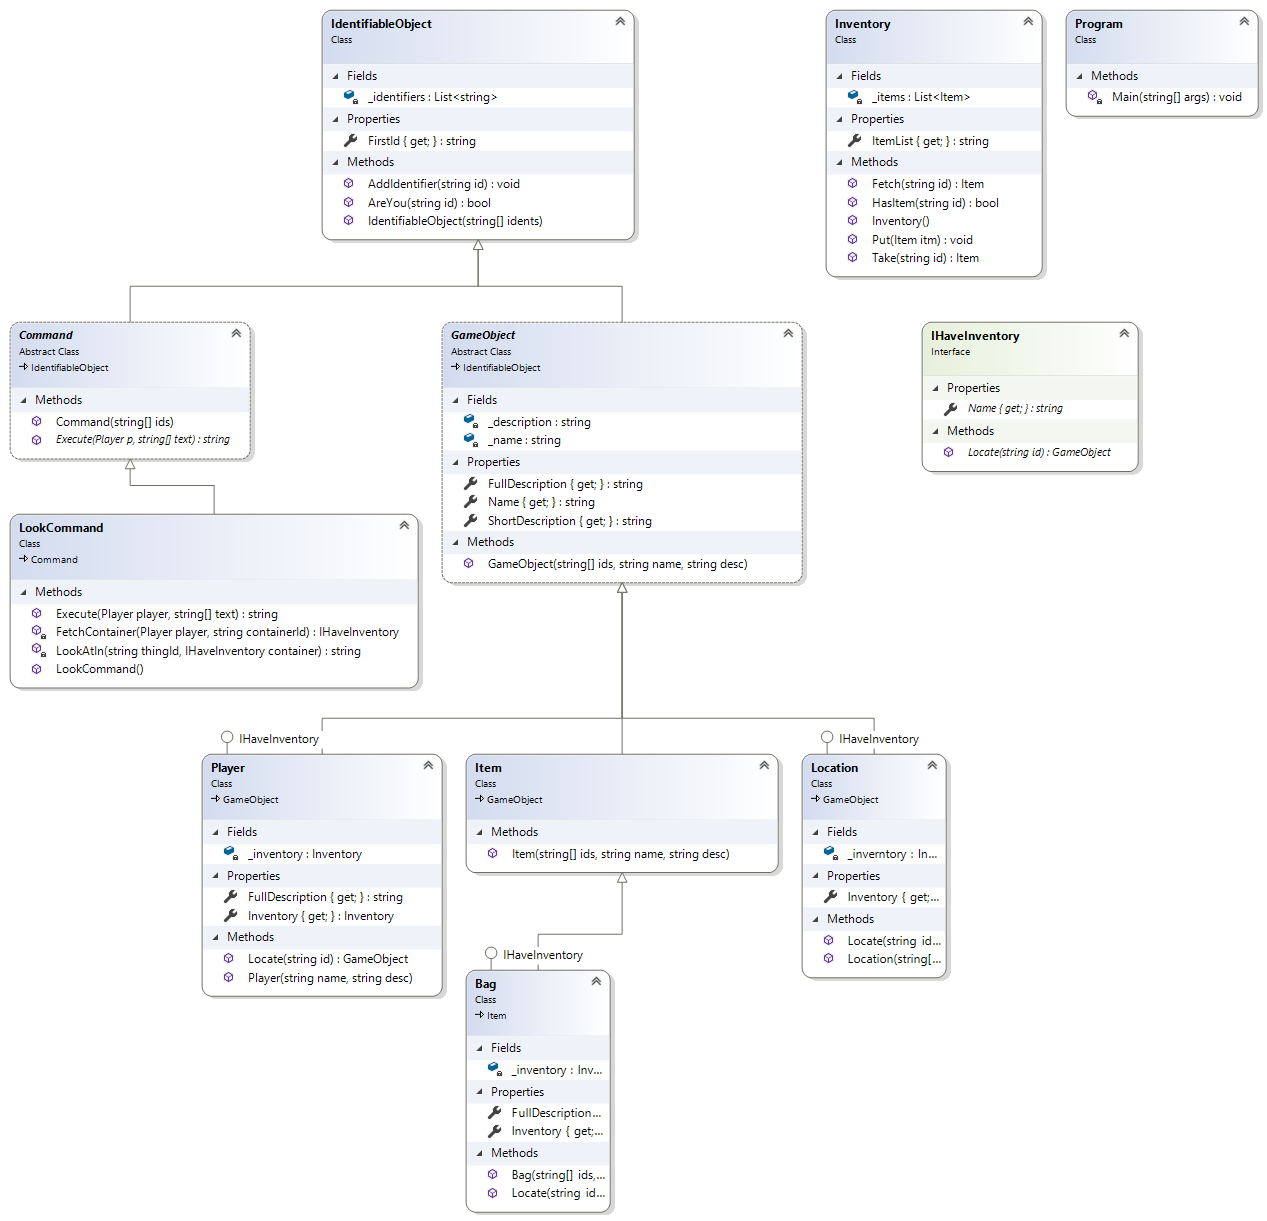 IdentifiableObject
Class
Fields
_identifiers : List<string>
Properties
FirstId { get; } : string
Methods
AddIdentifier(string id) : void
AreYou(string id) : bool
IdentifiableObject(string[] idents)
Inventory
Class
Fields
_items : List<Item>
Properties
ItemList { get; } : string
Methods
Fetch(string id) : Item
HasItem(string id) : bool
Inventory()
Put(Item itm) : void
Take(string id) : Item
Program
Class
Methods
Main(string[] args) : void
Command
Abstract Class
IdentifiableObject
Methods
Command(string[] ids)
Execute(Player p, string[] text) : string
GameObject
Abstract Class
IdentifiableObject
Fields
_description : string
_name : string
Properties
FullDescription { get; } : string
Name { get; } : string
ShortDescription { get; } : string
Methods
GameObject(string[] ids, string name, string desc)
IHaveInventory
Interface
Properties
Name { get; } : string
Methods
Locate(string id) : GameObject
LookCommand
Class
Command
Methods
Execute(Player player, string[] text) : string
FetchContainer(Player player, string containerId) : IHaveInventory
LookAtIn(string thingId, IHaveInventory container) : string
LookCommand()
IHaveInventory
Player
Class
GameObject
Fields
_inventory : Inventory
Properties
FullDescription { get; } : string
Inventory { get; } : Inventory
Methods
Locate(string id) : GameObject
Player(string name, string desc)
Item
Class
GameObject
Methods
Item(string[] ids, string name, string desc)
IHaveInventory
Location
Class
GameObject
Fields
_inverntory : In...
Properties
Inventory { get;...
Methods
Locate(string id...
Location(string[...
IHaveInventory
Bag
Class
Item
Fields
_inventory : Inv...
Properties
FullDescription...
Inventory { get;...
Methods
Bag(string[] ids,...
Locate(string id...